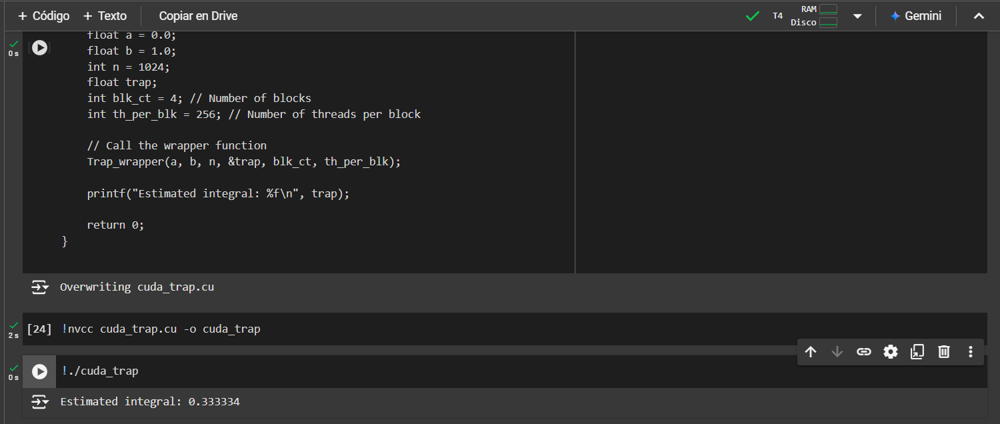 + Código + Texto Copiar en Drive T4 RAM Disco Gemini
float a = 0.0;
0 s
float b = 1.0;
int n = 1024;
float trap;
int blk_ct = 4; // Number of blocks
int th_per_blk = 256; // Number of threads per block
// Call the wrapper function
Trap_wrapper(a, b, n, &trap, blk_ct, th_per_blk);
printf("Estimated integral: %f\n", trap);
return 0;
}
Overwriting cuda_trap.cu
2 s [24] !nvcc cuda_trap.cu -o cuda_trap
0 s !./cuda_trap
Estimated integral: 0.333334